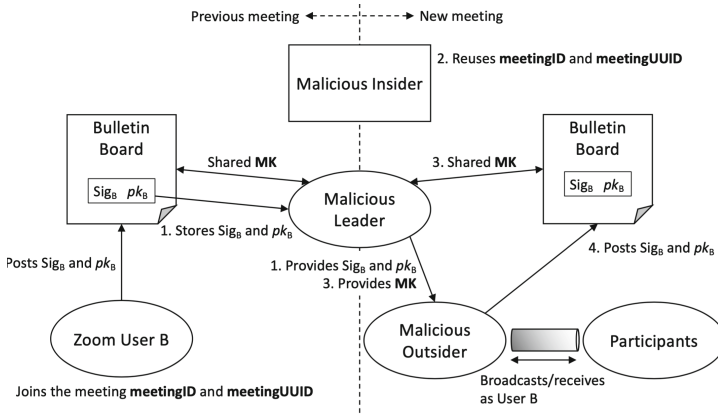 Previous meeting
New meeting
Malicious Insider
2. Reuses meetingID and meetingUUID
Bulletin
Board
SigB pkB
Shared MK
Malicious
Leader
3. Shared MK
Bulletin
Board
SigB pkB
1. Stores SigB and pkB
Posts SigB and pkB
1. Provides SigB and pkB
3. Provides MK
4. Posts SigB and pkB
Zoom User B
Malicious
Outsider
Participants
Broadcasts/receives
as User B
Joins the meeting meetingID and meetingUUID